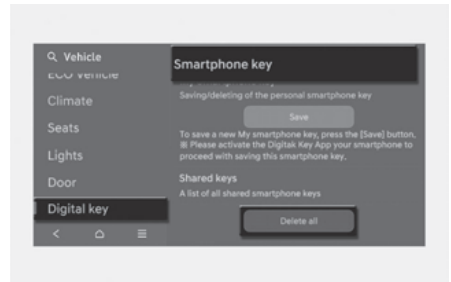 Vehicle
ECO Vehicle
Climate
Seats
Lights
Door
Digital key
Smartphone key
Saving/deleting of the personal smartphone key
Save
To save a new My smartphone key, press the [Save] button.
※ Please activate the Digitak Key App your smartphone to
proceed with saving this smartphone key.
Shared keys
A list of all shared smartphone keys
Delete all